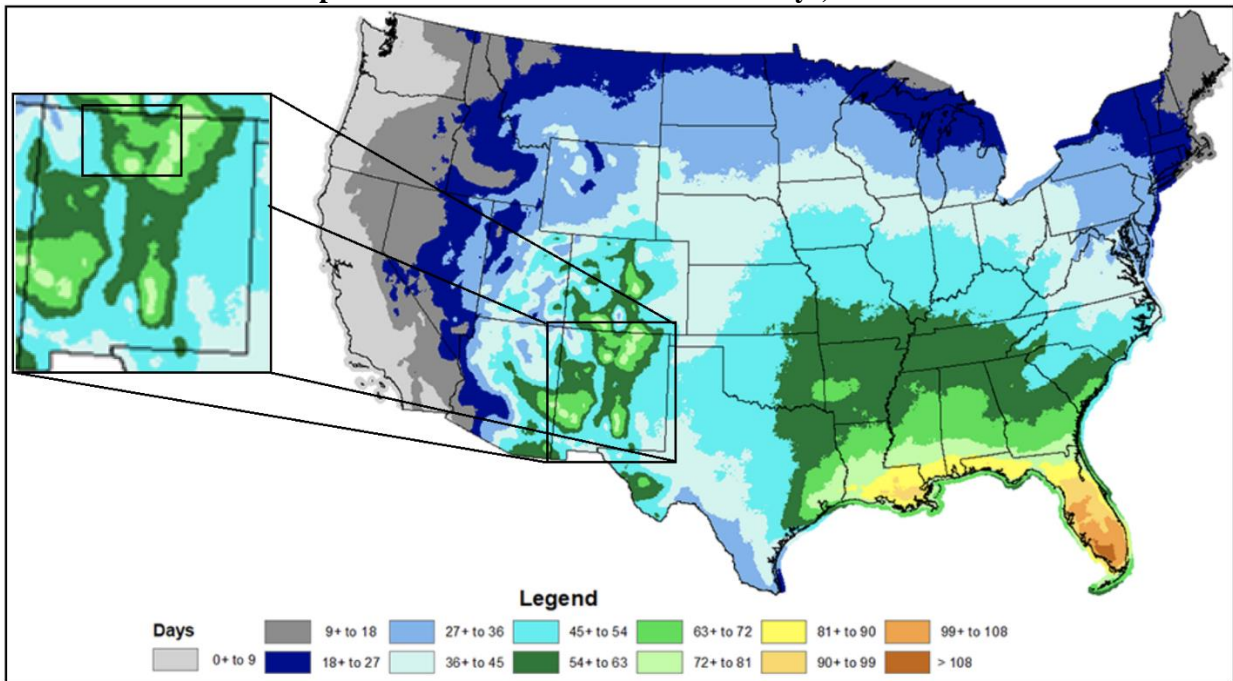 Legend
Days 9+ to 18 27+ to 36 45+ to 54 63+ to 72 81+ to 90 99+ to 108
0+ to 9 18+ to 27 36+ to 45 54+ to 63 72+ to 81 90+ to 99 > 108